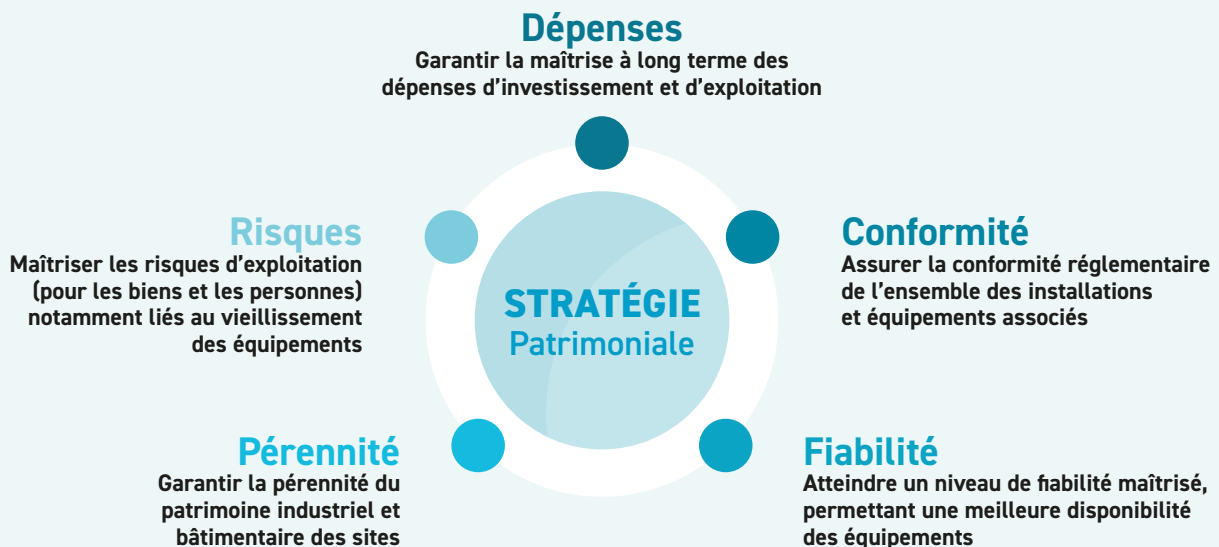 Dépenses
Garantir la maîtrise à long terme des
dépenses d'investissement et d'exploitation
Risques
Maîtriser les risques d'exploitation
(pour les biens et les personnes)
notamment liés au vieillissement
des équipements
STRATÉGIE
Patrimoniale
Conformité
Assurer la conformité réglementaire
de l'ensemble des installations
et équipements associés
Pérennité
Garantir la pérennité du
patrimoine industriel et
bâtimentaire des sites
Fiabilité
Atteindre un niveau de fiabilité maîtrisé,
permettant une meilleure disponibilité
des équipements